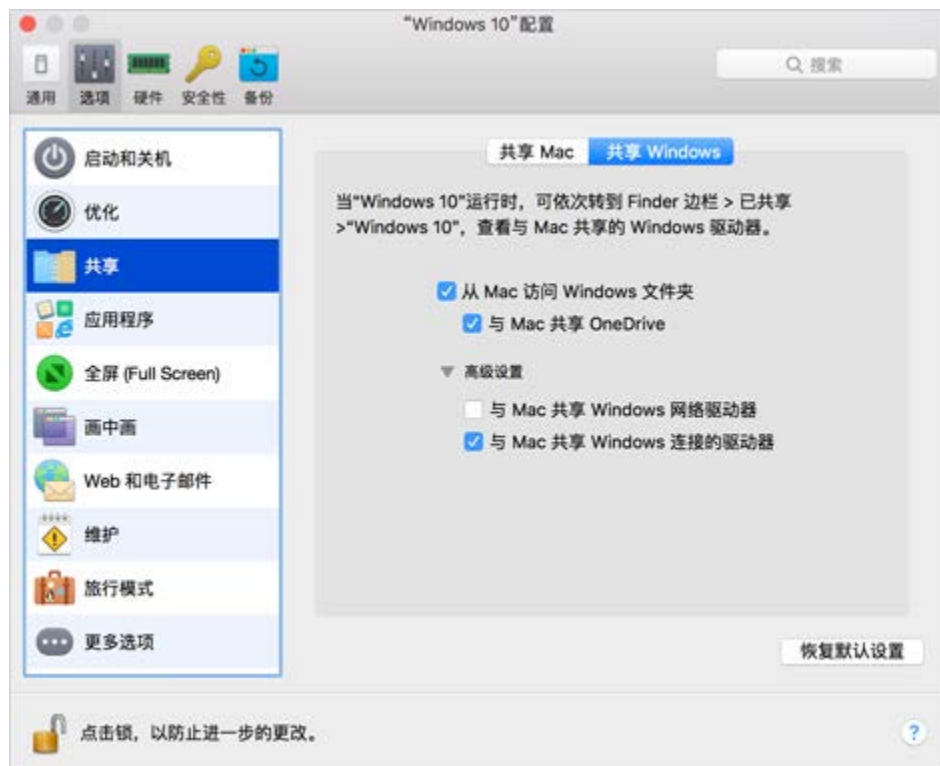 “Windows 10”配置
通用
选项
硬件
安全性
备份
搜索
启动和关机
优化
共享
应用程序
全屏 (Full Screen)
画中画
Web 和电子邮件
维护
旅行模式
更多选项
共享 Mac
共享 Windows
当“Windows 10”运行时，可依次转到 Finder 边栏 > 已共享
>“Windows 10”，查看与 Mac 共享的 Windows 驱动器。
从 Mac 访问 Windows 文件夹
与 Mac 共享 OneDrive
高级设置
与 Mac 共享 Windows 网络驱动器
与 Mac 共享 Windows 连接的驱动器
恢复默认设置
点击锁，以防止进一步的更改。
?